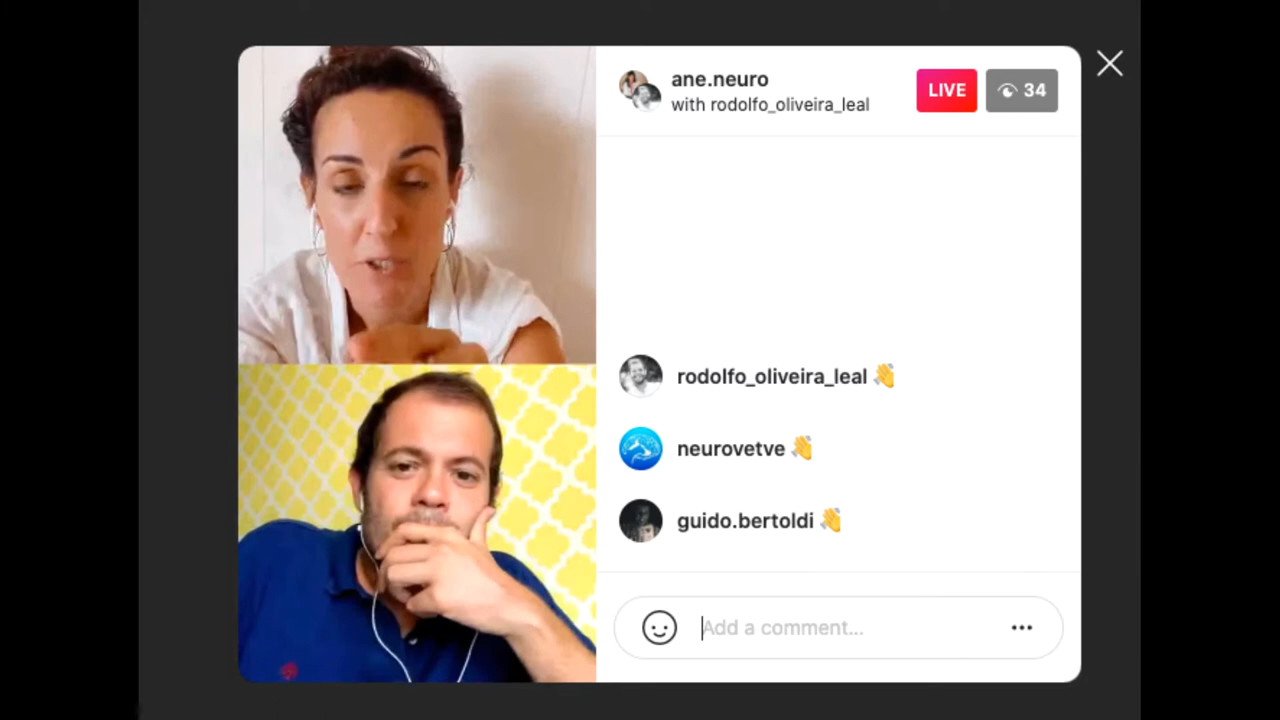 ane.neuro
with rodolfo_oliveira_leal
LIVE
34
rodolfo_oliveira_leal 👋
neurovetve 👋
guido.bertoldi 👋
Add a comment...